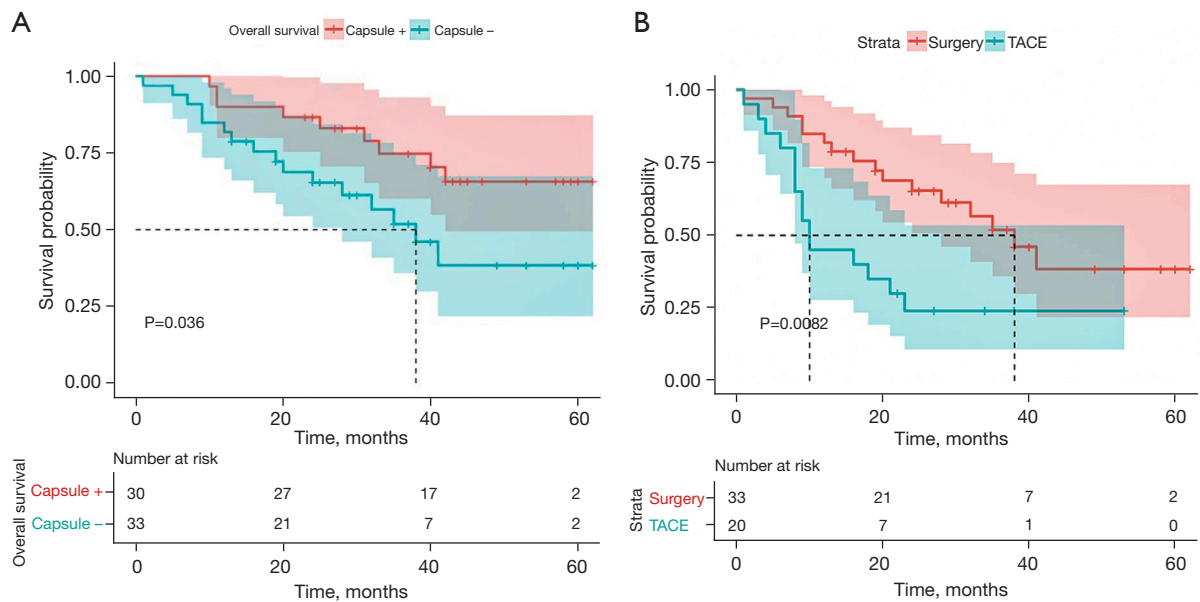 A
Overall survival Capsule + Capsule –
1.00
0.75
0.50
0.25
0.00
Survival probability
P=0.036
0 20 40 60
Time, months
Number at risk
Overall survival
Capsule + 30 27 17 2
Capsule – 33 21 7 2
0 20 40 60
Time, months
B
Strata Surgery TACE
1.00
0.75
0.50
0.25
0.00
Survival probability
P=0.0082
0 20 40 60
Time, months
Number at risk
Strata
Surgery 33 21 7 2
TACE 20 7 1 0
0 20 40 60
Time, months